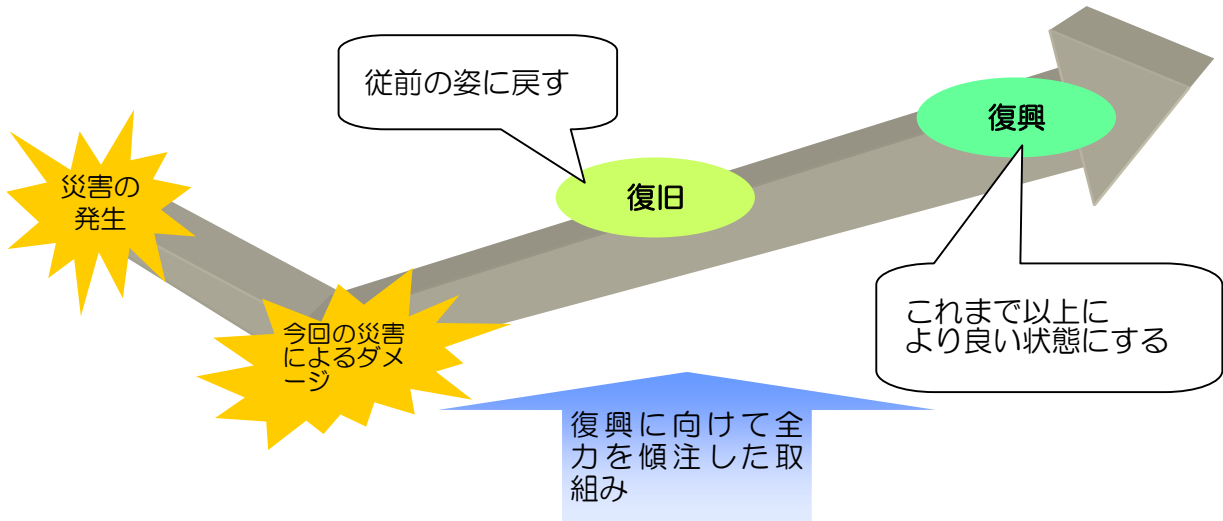 従前の姿に戻す
復興
災害の
発生
復旧
これまで以上に
より良い状態にする
今回の災害
によるダメ
ージ
復興に向けて全
力を傾注した取
組み